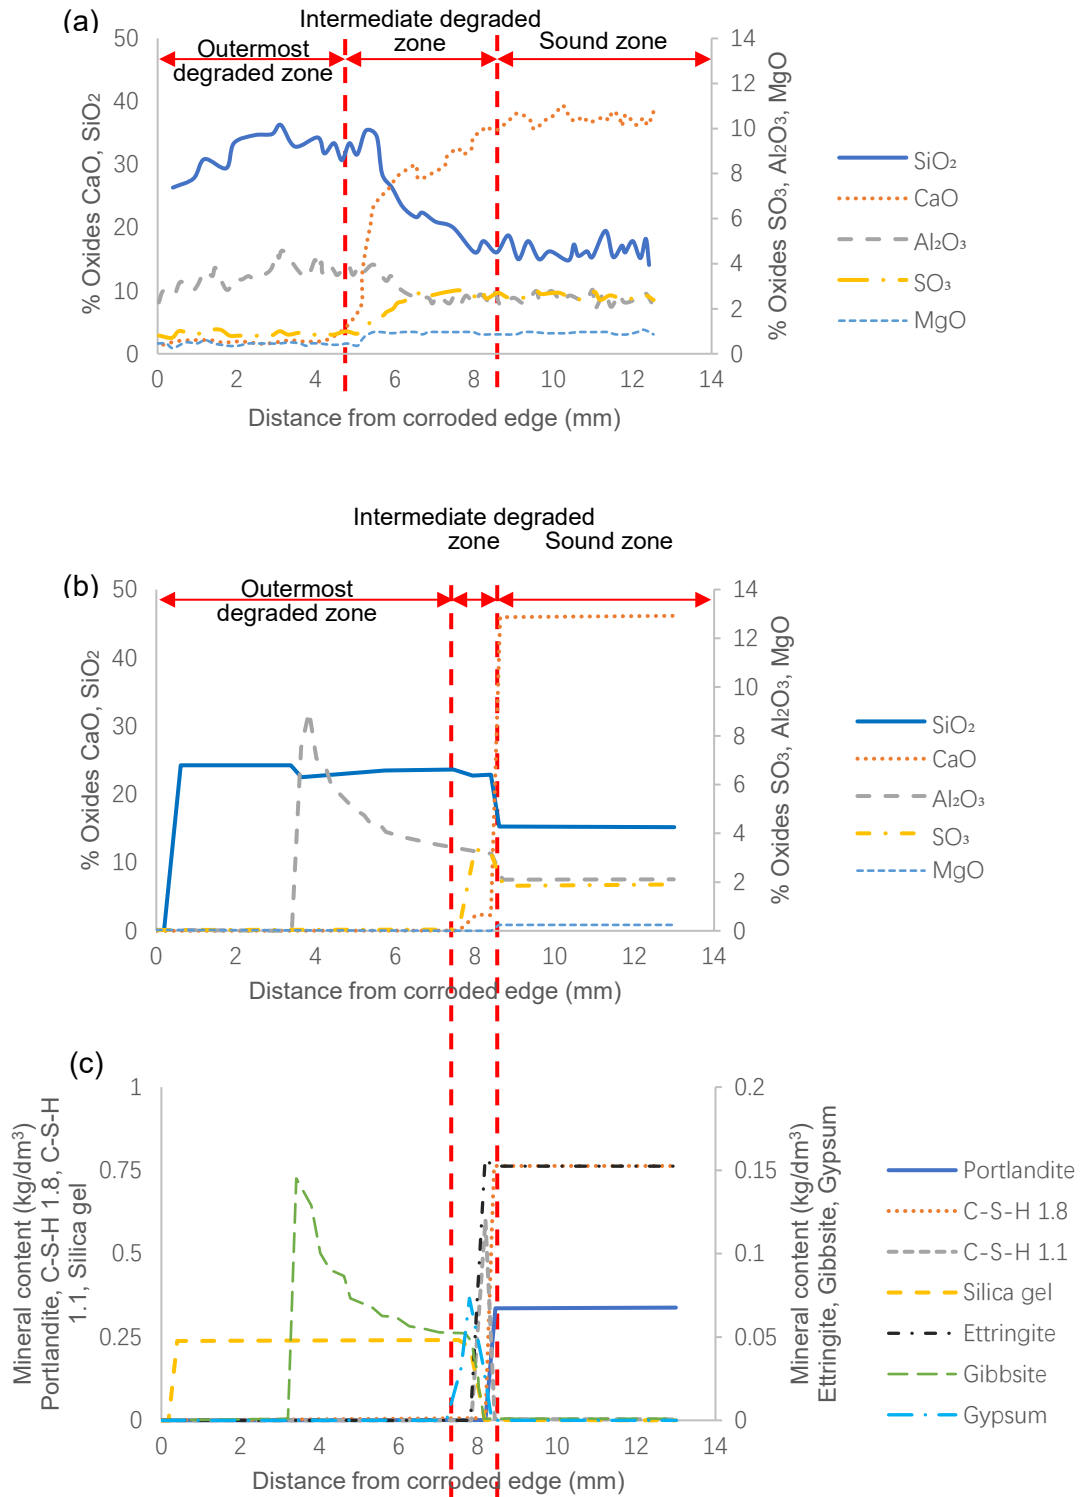 (a)
Intermediate degraded
zone
Outermost
degraded zone
Sound zone
% Oxides CaO, SiO₂
50
40
30
20
10
0
% Oxides SO₃, Al₂O₃, MgO
14
12
10
8
6
4
2
0
0 2 4 6 8 10 12 14
Distance from corroded edge (mm)
SiO₂
CaO
Al₂O₃
SO₃
MgO
Intermediate degraded
zone
Sound zone
(b)
Outermost
degraded zone
% Oxides CaO, SiO₂
50
40
30
20
10
0
% Oxides SO₃, Al₂O₃, MgO
14
12
10
8
6
4
2
0
0 2 4 6 8 10 12 14
Distance from corroded edge (mm)
SiO₂
CaO
Al₂O₃
SO₃
MgO
(c)
Mineral content (kg/dm³)
Portlandite, C-S-H 1.8, C-S-H
1.1, Silica gel
1
0.75
0.5
0.25
0
Mineral content (kg/dm³)
Ettringite, Gibbsite, Gypsum
0.2
0.15
0.1
0.05
0
0 2 4 6 8 10 12 14
Distance from corroded edge (mm)
Portlandite
C-S-H 1.8
C-S-H 1.1
Silica gel
Ettringite
Gibbsite
Gypsum